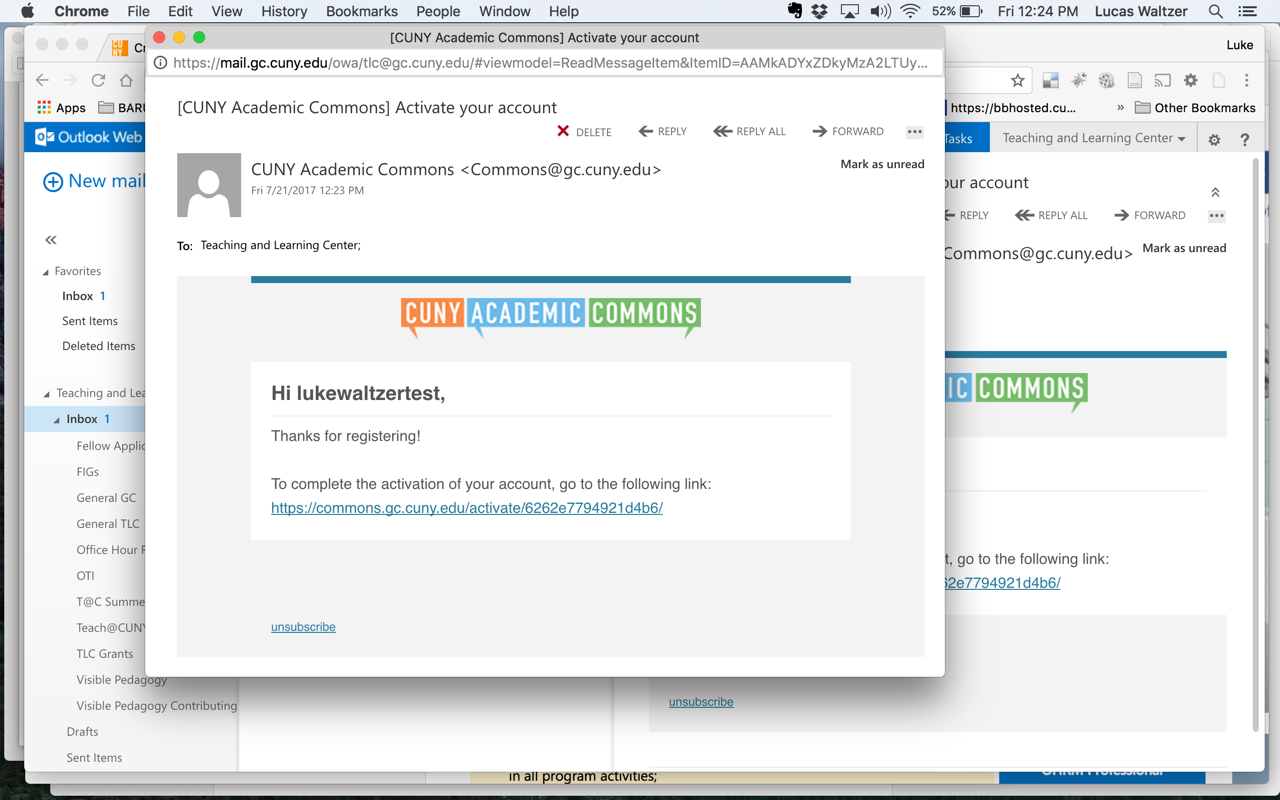 Chrome File Edit View History Bookmarks People Window Help 52% Fri 12:24 PM Lucas Waltzer
[CUNY Academic Commons] Activate your account
Luke
https://mail.gc.cuny.edu/owa/tlc@gc.cuny.edu/#viewmodel=ReadMessageItem&ItemID=AAMkADYxZDkyMzA2LTUy...
Apps BARU
https://bbhosted.cu... » Other Bookmarks
[CUNY Academic Commons] Activate your account
DELETE REPLY REPLY ALL FORWARD ...
CUNY Academic Commons <Commons@gc.cuny.edu>
Mark as unread
Fri 7/21/2017 12:23 PM
To: Teaching and Learning Center;
CUNY ACADEMIC COMMONS
Hi lukewaltzertest,
Thanks for registering!
To complete the activation of your account, go to the following link:
https://commons.gc.cuny.edu/activate/6262e7794921d4b6/
unsubscribe
Outlook Web
New mail
«
Favorites
Inbox 1
Sent Items
Deleted Items
Teaching and Lea
Inbox 1
Fellow Applic
FIGs
General GC
General TLC
Office Hour
OTI
T@C Summe
Teach@CUNY
TLC Grants
Visible Pedagogy
Visible Pedagogy Contributing
Drafts
Sent Items
Tasks Teaching and Learning Center ?
our account
REPLY REPLY ALL FORWARD ...
Commons@gc.cuny.edu>
Mark as unread
IC COMMONS
t, go to the following link:
62e7794921d4b6/
unsubscribe
in all program activities;